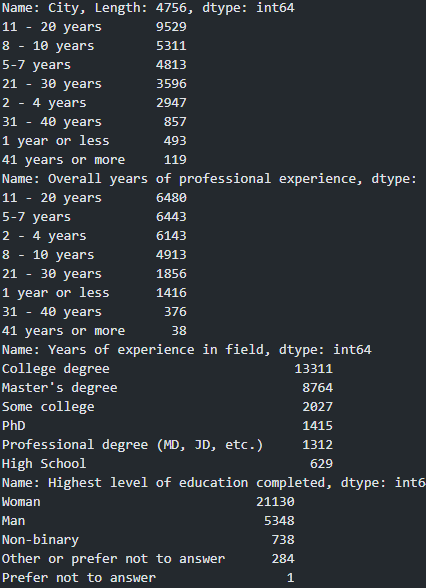 Name: City, Length: 4756, dtype: int64
11 - 20 years 9529
8 - 10 years 5311
5-7 years 4813
21 - 30 years 3596
2 - 4 years 2947
31 - 40 years 857
1 year or less 493
41 years or more 119
Name: Overall years of professional experience, dtype:
11 - 20 years 6480
5-7 years 6443
2 - 4 years 6143
8 - 10 years 4913
21 - 30 years 1856
1 year or less 1416
31 - 40 years 376
41 years or more 38
Name: Years of experience in field, dtype: int64
College degree 13311
Master's degree 8764
Some college 2027
PhD 1415
Professional degree (MD, JD, etc.) 1312
High School 629
Name: Highest level of education completed, dtype: int6
Woman 21130
Man 5348
Non-binary 738
Other or prefer not to answer 284
Prefer not to answer 1